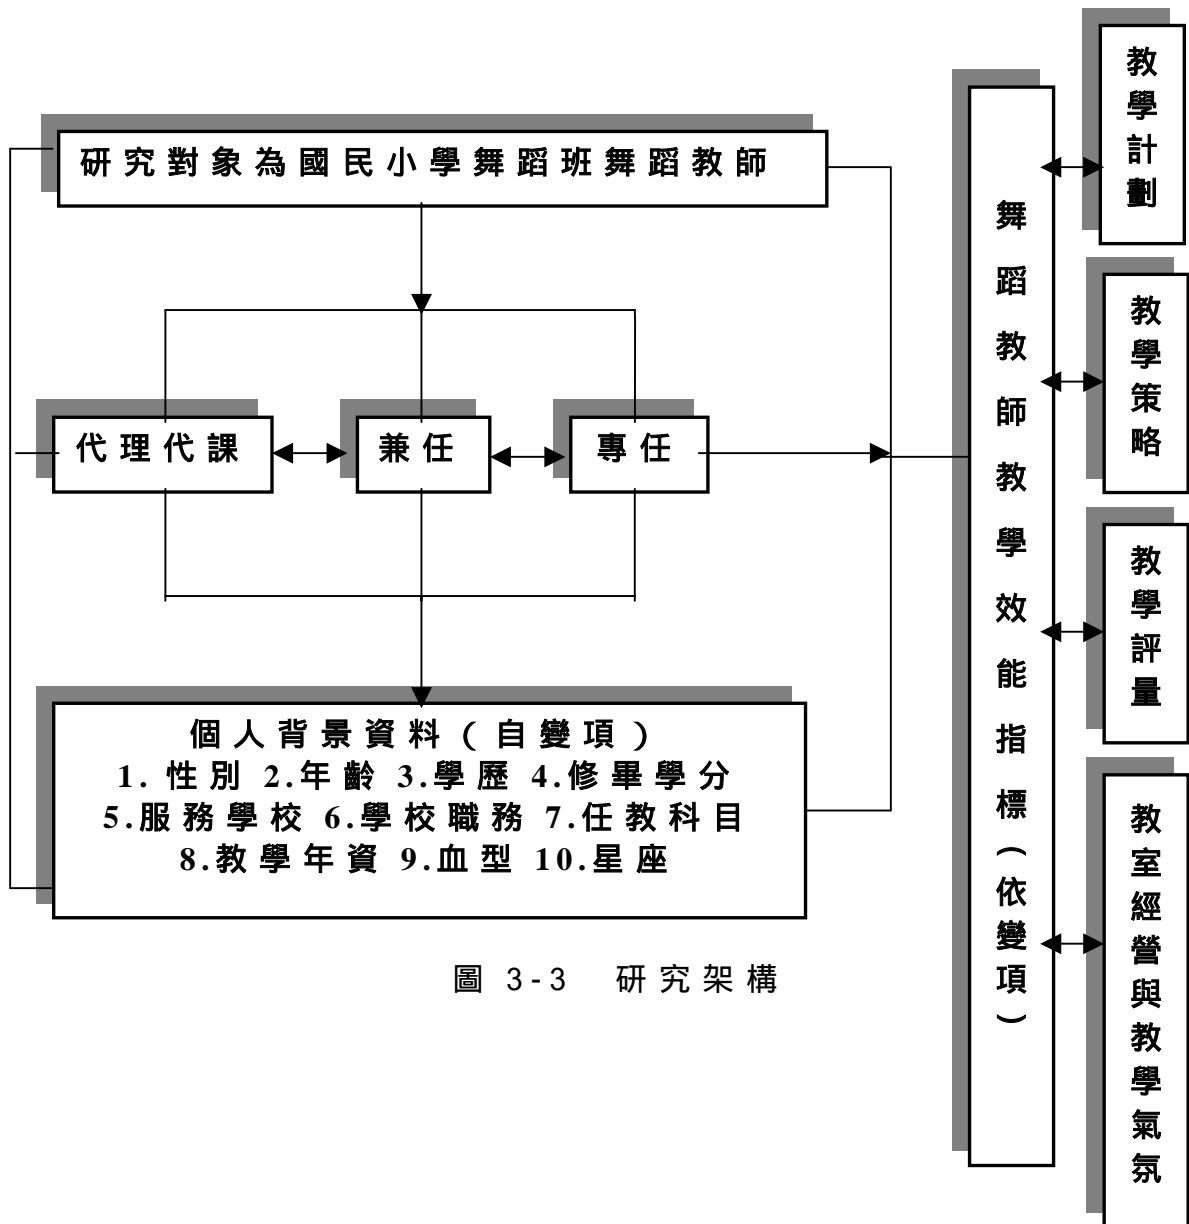 研究對象為國民小學舞蹈班舞蹈教師
代理代課
兼任
專任
個人背景資料(自變項)
1. 性別 2.年齡 3.學歷 4.修畢學分
5.服務學校 6.學校職務 7.任教科目
8.教學年資 9.血型 10.星座
舞蹈教師教學效能指標(依變項)
教學計劃
教學策略
教學評量
教室經營與教學氣氛
圖 3-3 研究架構